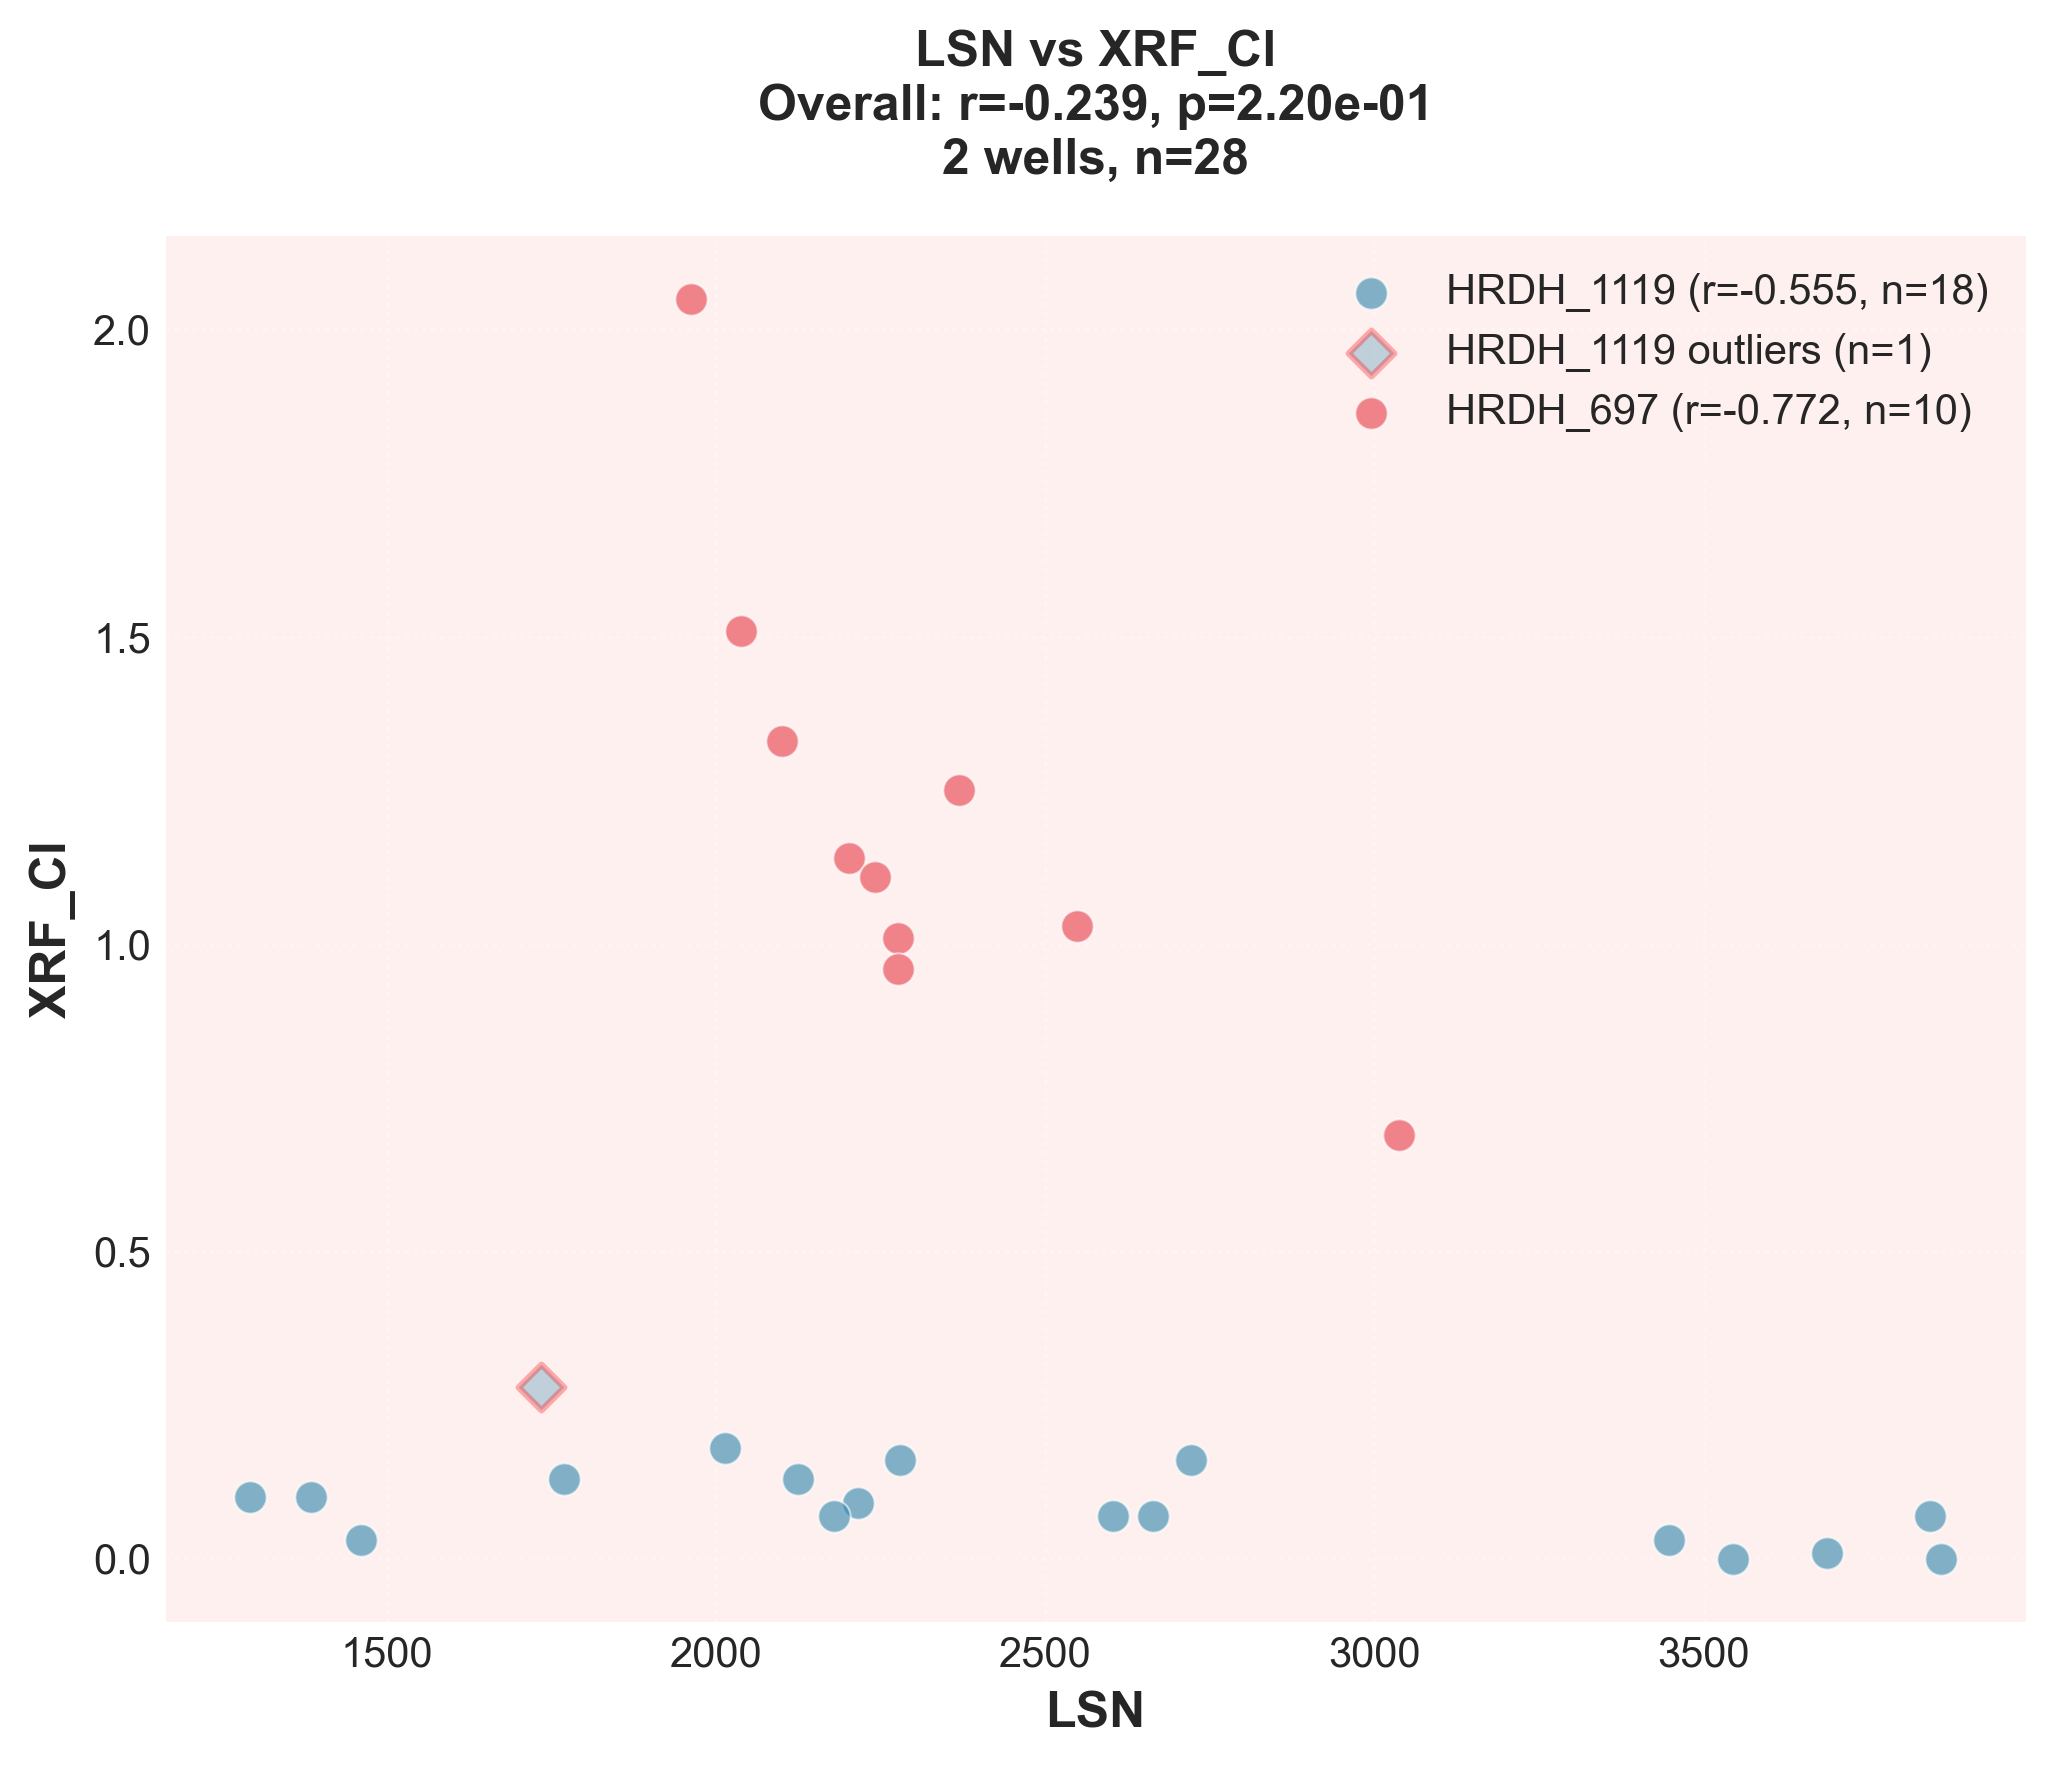 LSN vs XRF_Cl
Overall: r=-0.239, p=2.20e-01
2 wells, n=28
HRDH_1119 (r=-0.555, n=18)
HRDH_1119 outliers (n=1)
HRDH_697 (r=-0.772, n=10)
2.0
1.5
1.0
0.5
0.0
XRF_Cl
1500
2000
2500
3000
3500
LSN